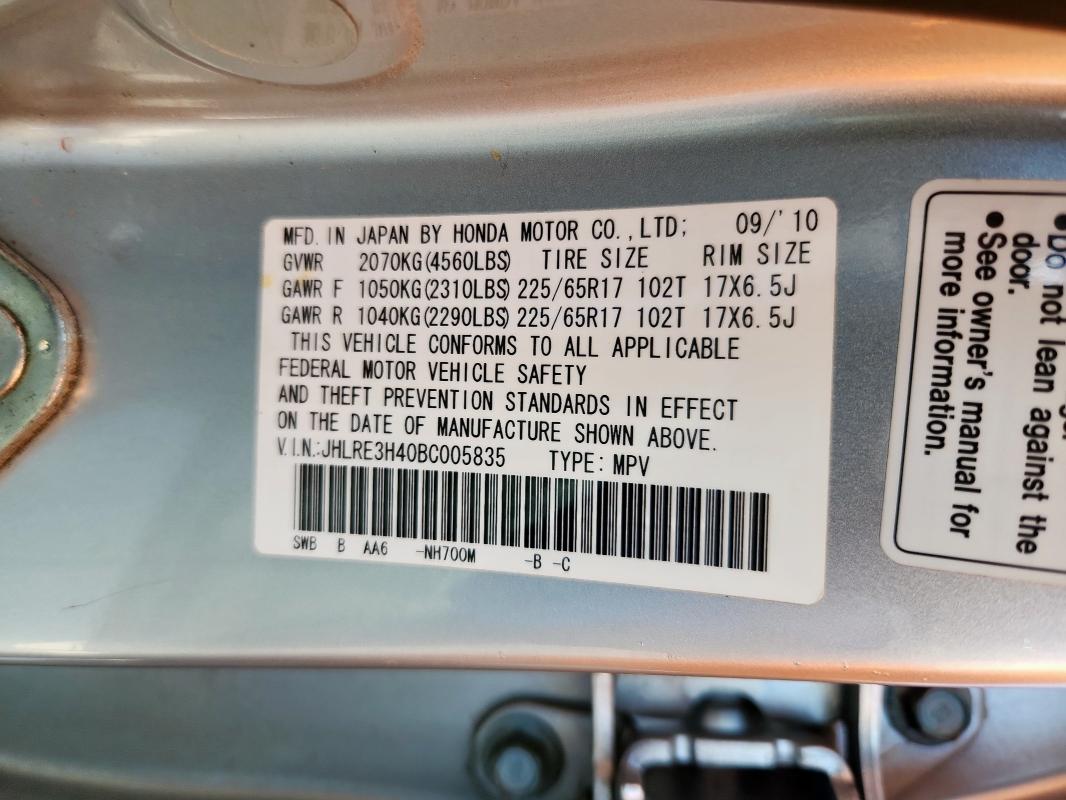 MFD. IN JAPAN BY HONDA MOTOR CO.,LTD; 09/'10
GVWR 2070KG(4560LBS) TIRE SIZE RIM SIZE
GAWR F 1050KG(2310LBS) 225/65R17 102T 17X6.5J
GAWR R 1040KG(2290LBS) 225/65R17 102T 17X6.5J
THIS VEHICLE CONFORMS TO ALL APPLICABLE
FEDERAL MOTOR VEHICLE SAFETY
AND THEFT PREVENTION STANDARDS IN EFFECT
ON THE DATE OF MANUFACTURE SHOWN ABOVE.
V.I.N.:JHLRE3H40BC005835 TYPE: MPV
SWB B AA6 -NH700M -B -C
●Do not lean against the
door.
●See owner's manual for
more information.